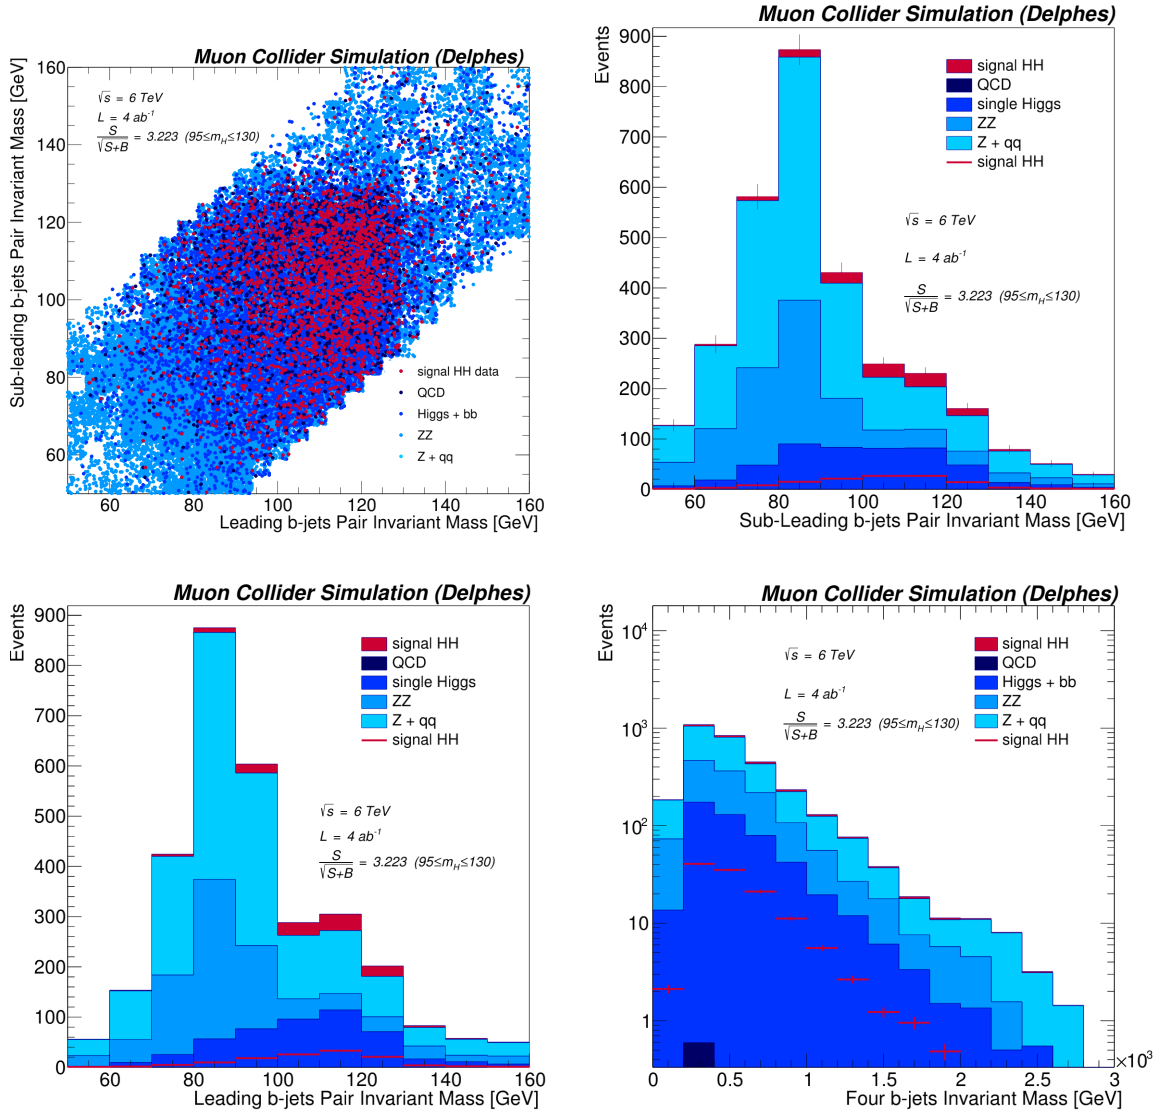 Muon Collider Simulation (Delphes)
Sub-leading b-jets Pair Invariant Mass [GeV]
160
140
120
100
80
60
√s = 6 TeV
L = 4 ab⁻¹
S/√S+B = 3.223 (95≤m_H≤130)
signal HH data
QCD
Higgs + bb
ZZ
Z + qq
60 80 100 120 140 160
Leading b-jets Pair Invariant Mass [GeV]
Muon Collider Simulation (Delphes)
Events
900
800
700
600
500
400
300
200
100
0
signal HH
QCD
single Higgs
ZZ
Z + qq
signal HH
√s = 6 TeV
L = 4 ab⁻¹
S/√S+B = 3.223 (95≤m_H≤130)
60 80 100 120 140 160
Sub-Leading b-jets Pair Invariant Mass [GeV]
Muon Collider Simulation (Delphes)
Events
900
800
700
600
500
400
300
200
100
0
signal HH
QCD
single Higgs
ZZ
Z + qq
signal HH
√s = 6 TeV
L = 4 ab⁻¹
S/√S+B = 3.223 (95≤m_H≤130)
60 80 100 120 140 160
Leading b-jets Pair Invariant Mass [GeV]
Muon Collider Simulation (Delphes)
Events
10⁴
10³
10²
10
1
signal HH
QCD
Higgs + bb
ZZ
Z + qq
signal HH
√s = 6 TeV
L = 4 ab⁻¹
S/√S+B = 3.223 (95≤m_H≤130)
0 0.5 1 1.5 2 2.5 3
×10³
Four b-jets Invariant Mass [GeV]